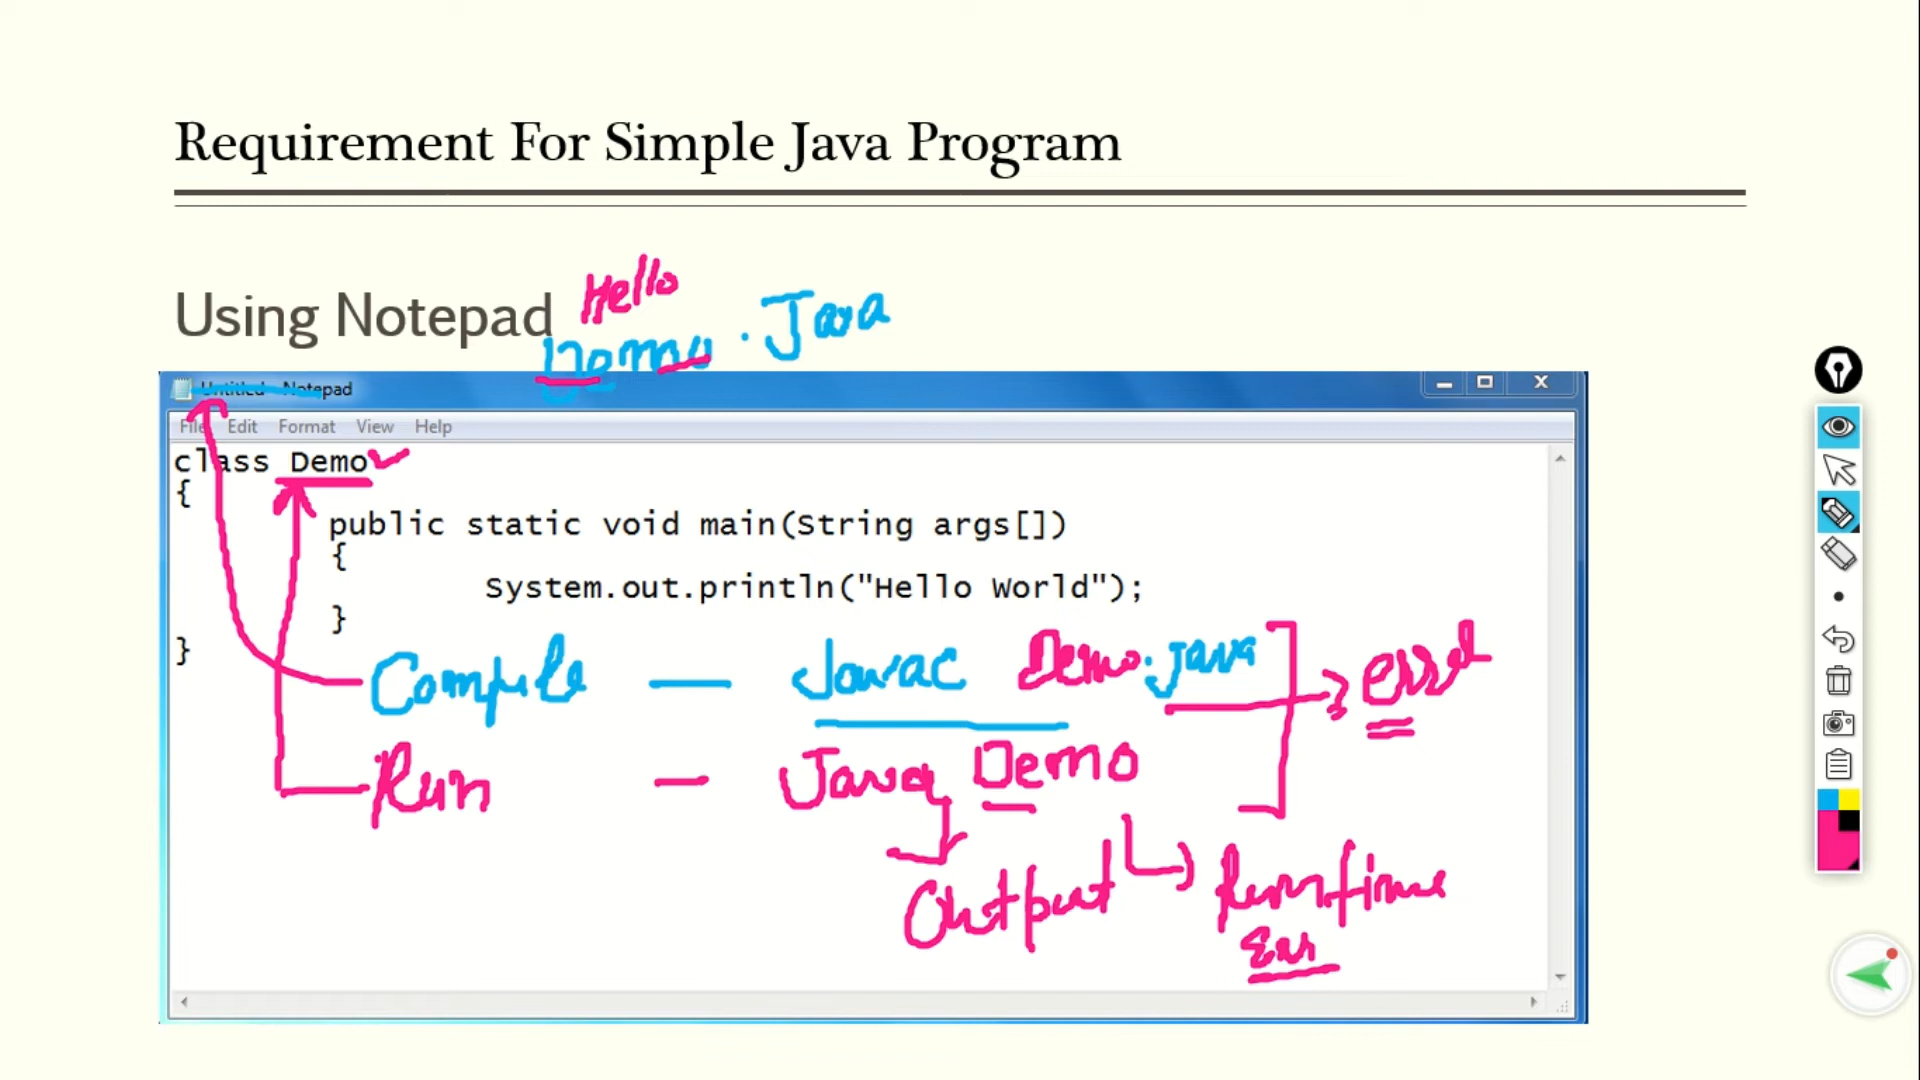 Requirement For Simple Java Program
Using Notepad
Hello
Demo . Java
Untitled - Notepad
File Edit Format View Help
class Demo
{
public static void main(String args[])
{
System.out.println("Hello World");
}
}
Compile — Javac Demo.java
error
Run — Java Demo
Output
Runtime